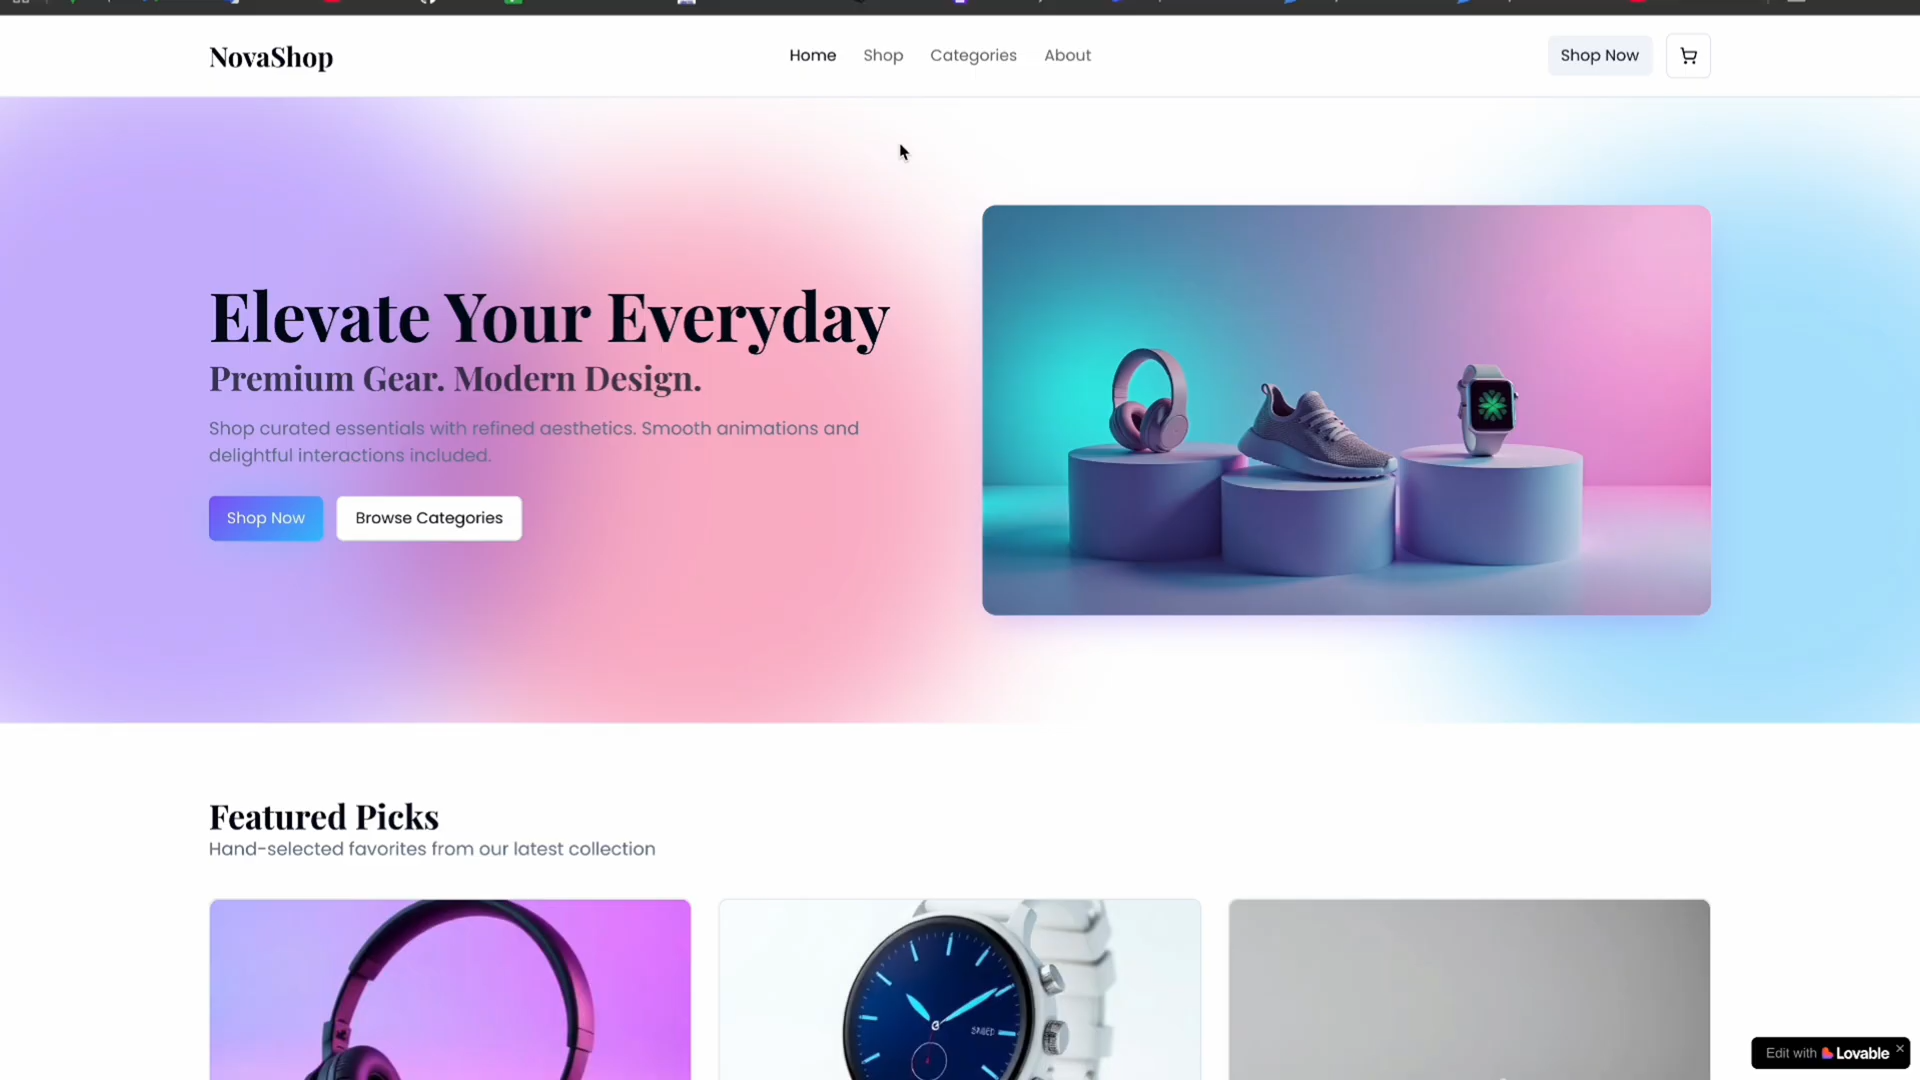 NovaShop
Home Shop Categories About
Shop Now
Elevate Your Everyday
Premium Gear. Modern Design.
Shop curated essentials with refined aesthetics. Smooth animations and
delightful interactions included.
Shop Now
Browse Categories
Featured Picks
Hand-selected favorites from our latest collection
Edit with Lovable